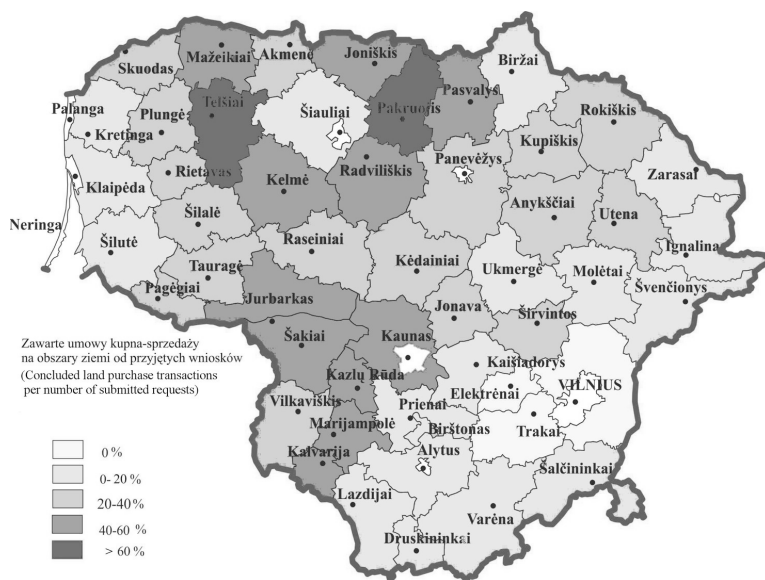 Skuodas
Mažeikiai
Akmenė
Joniškis
Biržai
Pasvalys
Palanga
Plungė
Telšiai
Šiauliai
Pakruoris
Rokiškis
Kretinga
Kupiškis
Klaipėda
Rietavas
Kelmė
Radviliškis
Panevėžys
Zarasai
Neringa
Šilalė
Anykščiai
Utena
Šilutė
Raseiniai
Ignalina
Tauragė
Kėdainiai
Ukmergė
Molėtai
Švenčionys
Pagėgiai
Jurbarkas
Jonava
Širvintos
Šakiai
Kaunas
Kaišiadorys
Zawarte umowy kupna-sprzedaży
na obszary ziemi od przyjętych wniosków
(Concluded land purchase transactions
per number of submitted requests)
Kazlų Rūda
Elektrėnai
VILNIUS
Vilkaviškis
Prienai
Marijampolė
Birštonas
Trakai
Kalvarija
Alytus
Šalčininkai
Lazdijai
Varėna
Druskininkai
0 %
0- 20%
20-40%
40-60 %
> 60 %